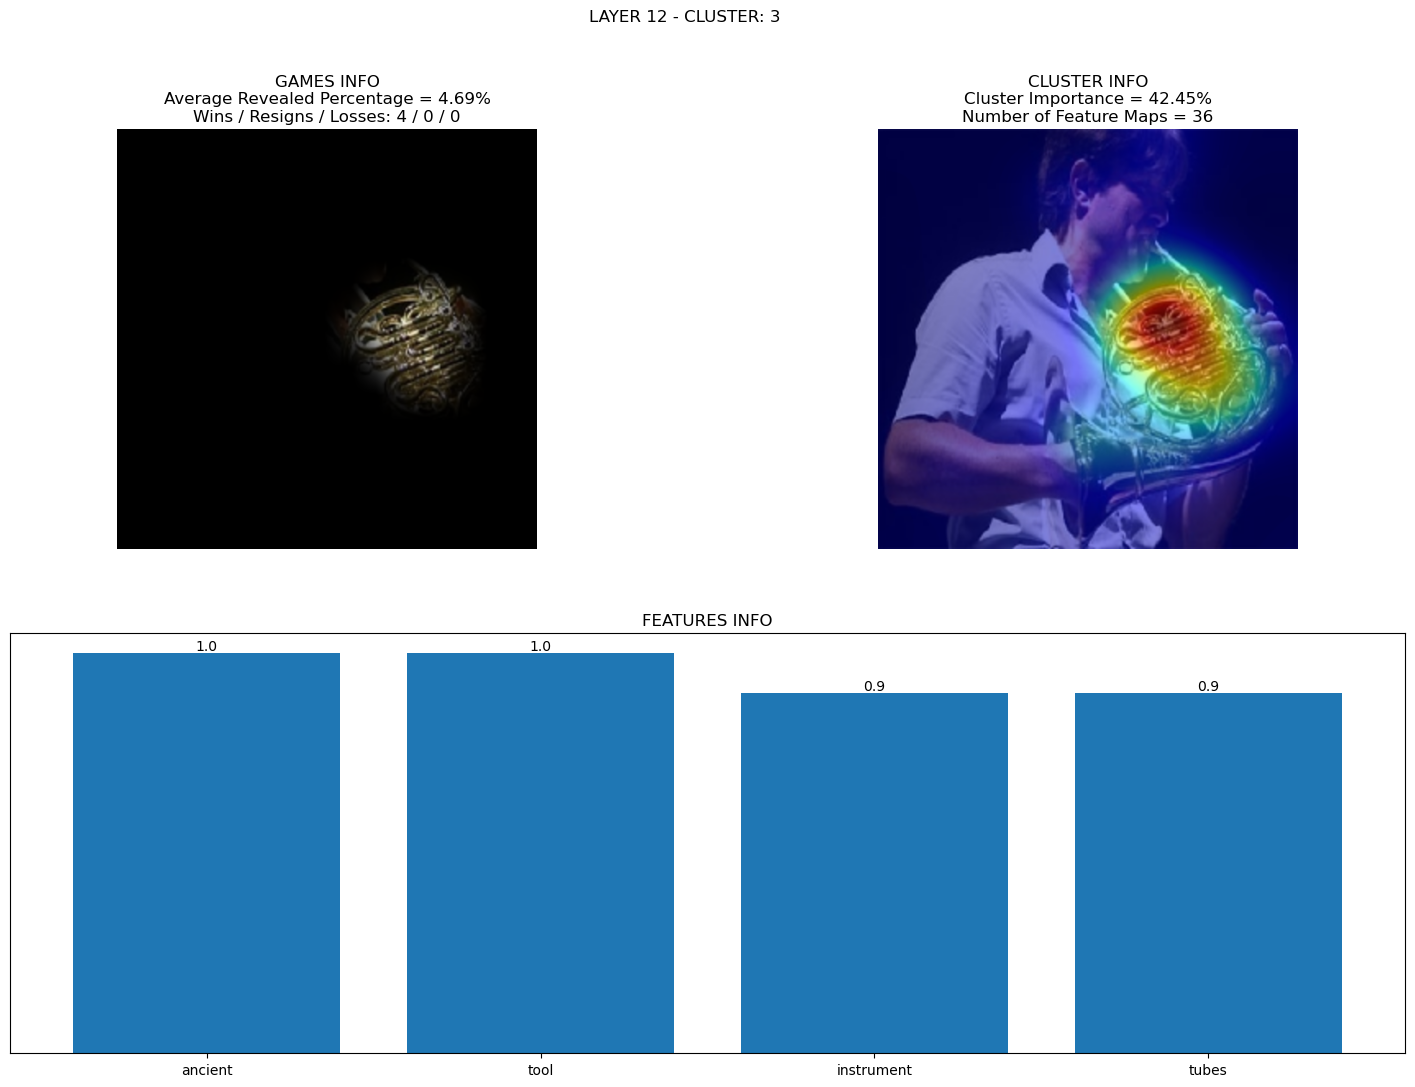 LAYER 12 - CLUSTER: 3
GAMES INFO
Average Revealed Percentage = 4.69%
Wins / Resigns / Losses: 4 / 0 / 0
CLUSTER INFO
Cluster Importance = 42.45%
Number of Feature Maps = 36
FEATURES INFO
1.0
1.0
0.9
0.9
ancient
tool
instrument
tubes